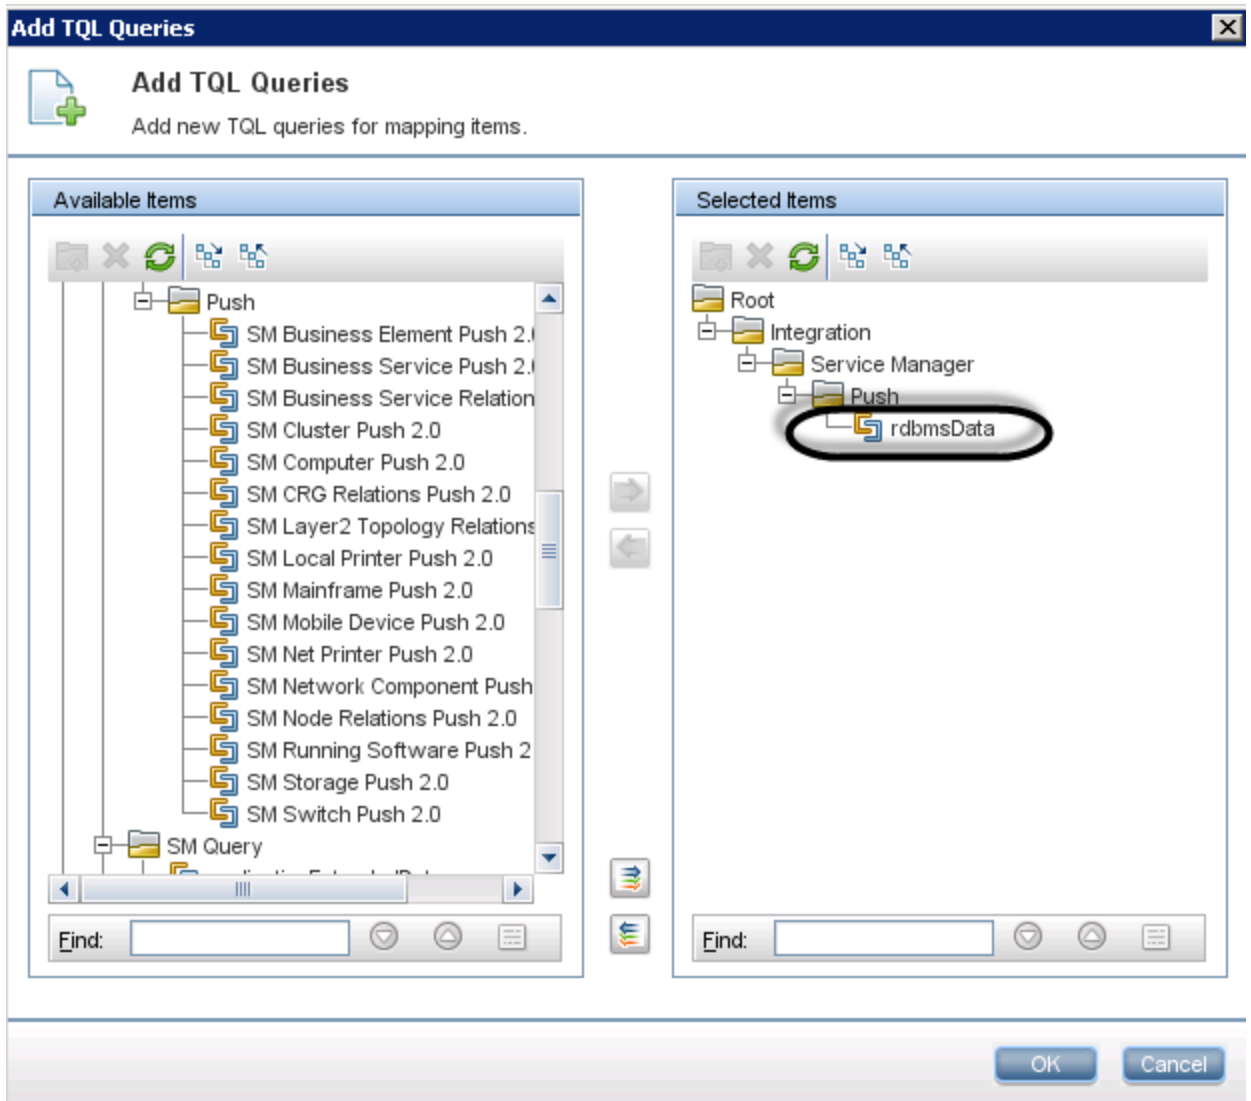 Add TQL Queries
Add TQL Queries
Add new TQL queries for mapping items.
Available Items
Push
SM Business Element Push 2.
SM Business Service Push 2.
SM Business Service Relation
SM Cluster Push 2.0
SM Computer Push 2.0
SM CRG Relations Push 2.0
SM Layer2 Topology Relations
SM Local Printer Push 2.0
SM Mainframe Push 2.0
SM Mobile Device Push 2.0
SM Net Printer Push 2.0
SM Network Component Push
SM Node Relations Push 2.0
SM Running Software Push 2
SM Storage Push 2.0
SM Switch Push 2.0
SM Query
Find:
Selected Items
Root
Integration
Service Manager
Push
rdbmsData
Find:
OK Cancel